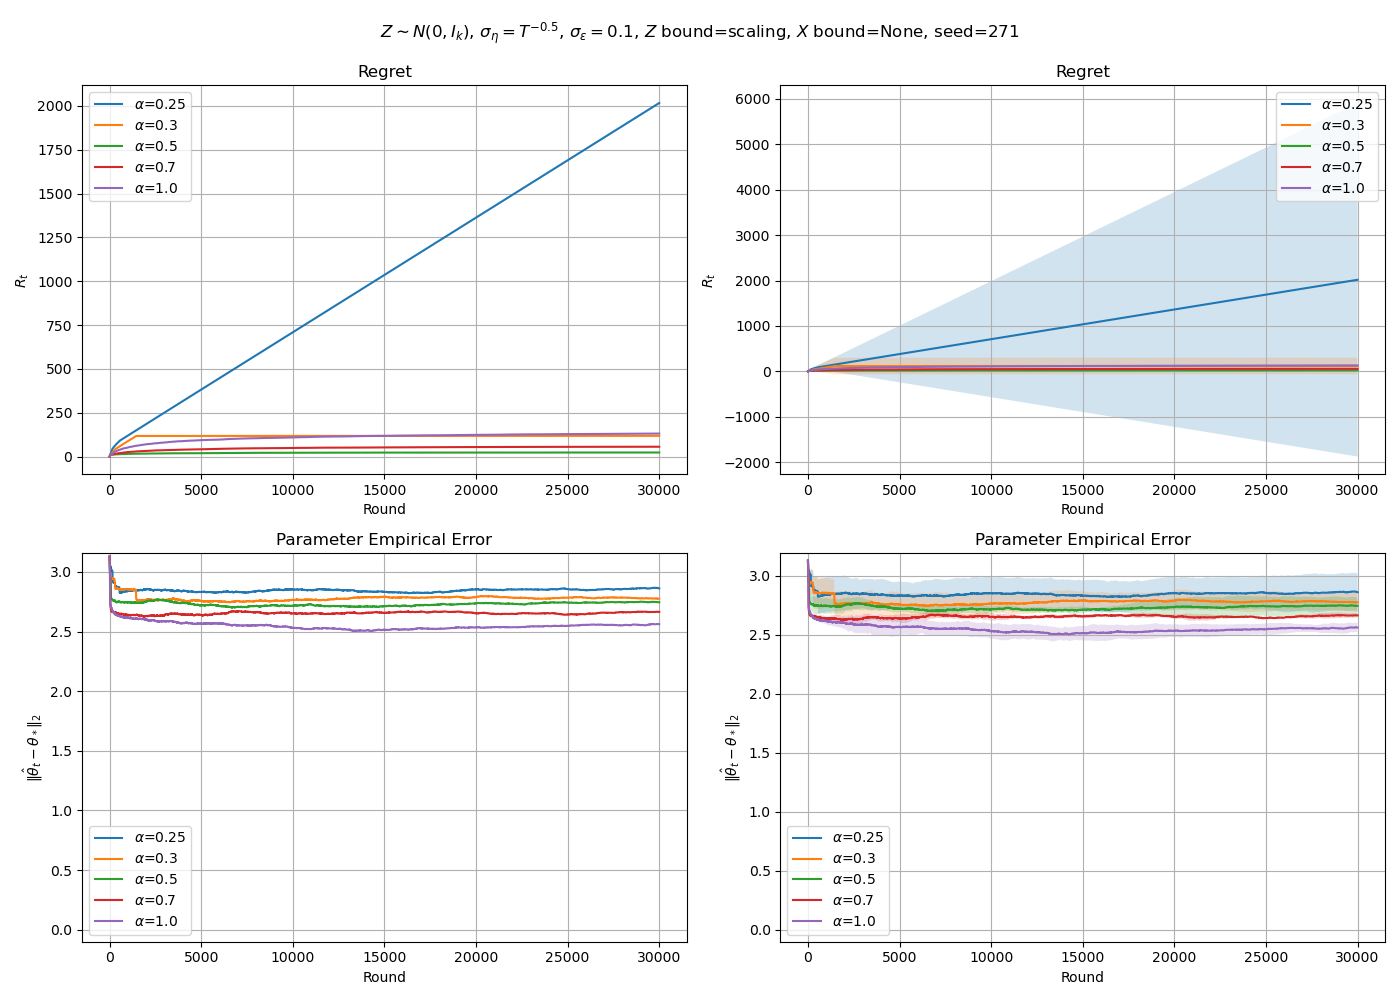 Z ~ N(0, I_k), σ_η = T^{-0.5}, σ_ε = 0.1, Z bound=scaling, X bound=None, seed=271
Regret
2000
1750
1500
1250
1000
750
500
250
0
R_t
α=0.25
α=0.3
α=0.5
α=0.7
α=1.0
0 5000 10000 15000 20000 25000 30000
Round
Regret
6000
5000
4000
3000
2000
1000
0
−1000
−2000
R_t
α=0.25
α=0.3
α=0.5
α=0.7
α=1.0
0 5000 10000 15000 20000 25000 30000
Round
Parameter Empirical Error
3.0
2.5
2.0
1.5
1.0
0.5
0.0
‖θ̂_t − θ_*‖_2
α=0.25
α=0.3
α=0.5
α=0.7
α=1.0
0 5000 10000 15000 20000 25000 30000
Round
Parameter Empirical Error
3.0
2.5
2.0
1.5
1.0
0.5
0.0
‖θ̂_t − θ_*‖_2
α=0.25
α=0.3
α=0.5
α=0.7
α=1.0
0 5000 10000 15000 20000 25000 30000
Round